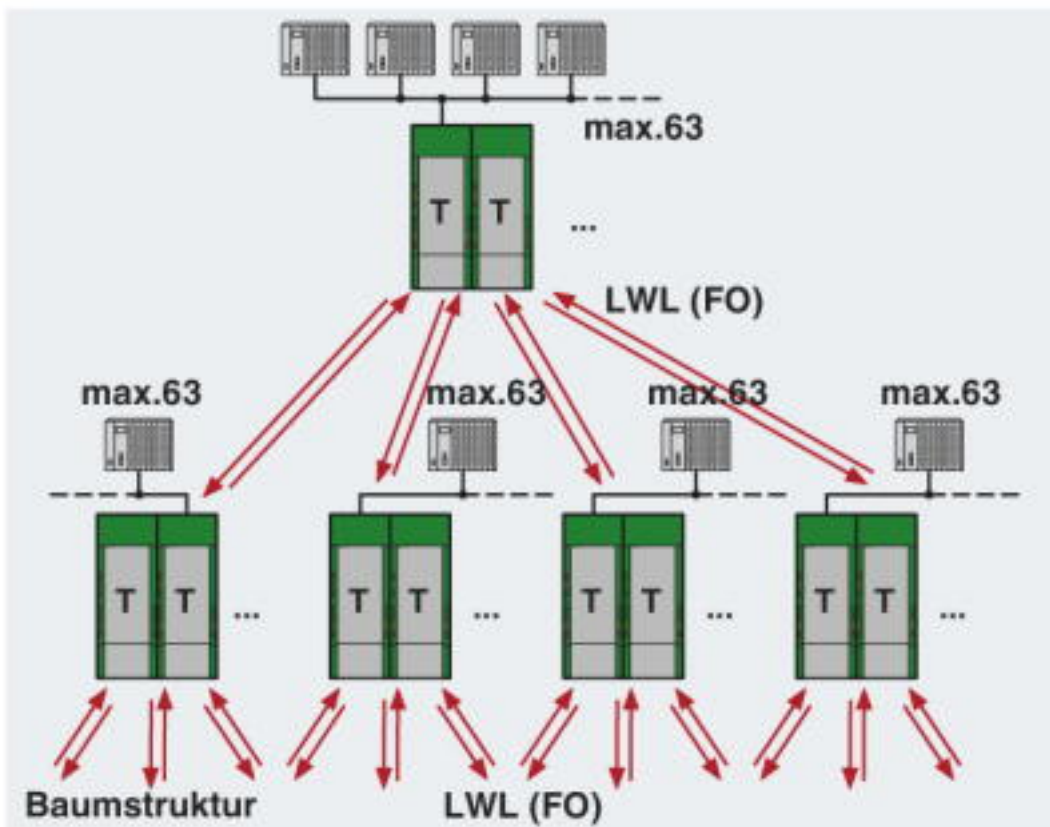 max.63
T T ...
LWL (FO)
max.63 max.63 max.63 max.63
T T ... T T ... T T ... T T ...
Baumstruktur LWL (FO)